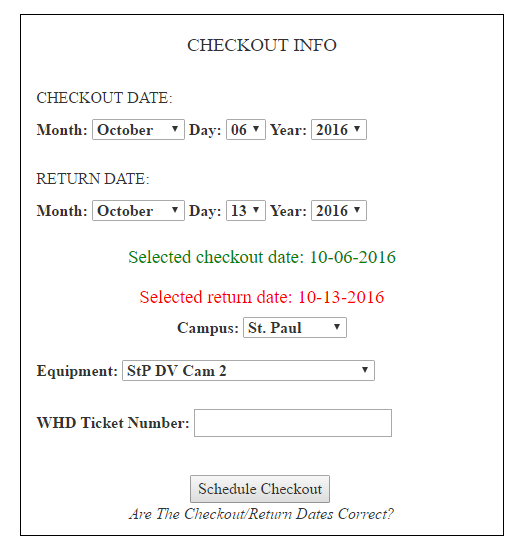 CHECKOUT INFO
CHECKOUT DATE:
Month: October Day: 06 Year: 2016
RETURN DATE:
Month: October Day: 13 Year: 2016
Selected checkout date: 10-06-2016
Selected return date: 10-13-2016
Campus: St. Paul
Equipment: StP DV Cam 2
WHD Ticket Number:
Schedule Checkout
Are The Checkout/Return Dates Correct?